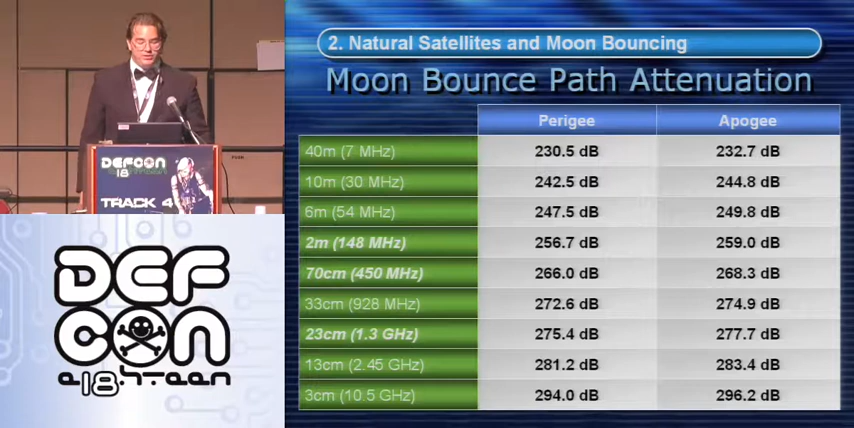 2. Natural Satellites and Moon Bouncing
Moon Bounce Path Attenuation
Perigee Apogee
40m (7 MHz) 230.5 dB 232.7 dB
10m (30 MHz) 242.5 dB 244.8 dB
6m (54 MHz) 247.5 dB 249.8 dB
2m (148 MHz) 256.7 dB 259.0 dB
70cm (450 MHz) 266.0 dB 268.3 dB
33cm (928 MHz) 272.6 dB 274.9 dB
23cm (1.3 GHz) 275.4 dB 277.7 dB
13cm (2.45 GHz) 281.2 dB 283.4 dB
3cm (10.5 GHz) 294.0 dB 296.2 dB
DEFCON
18
TRACK 4
DEF
CON
e18hteen